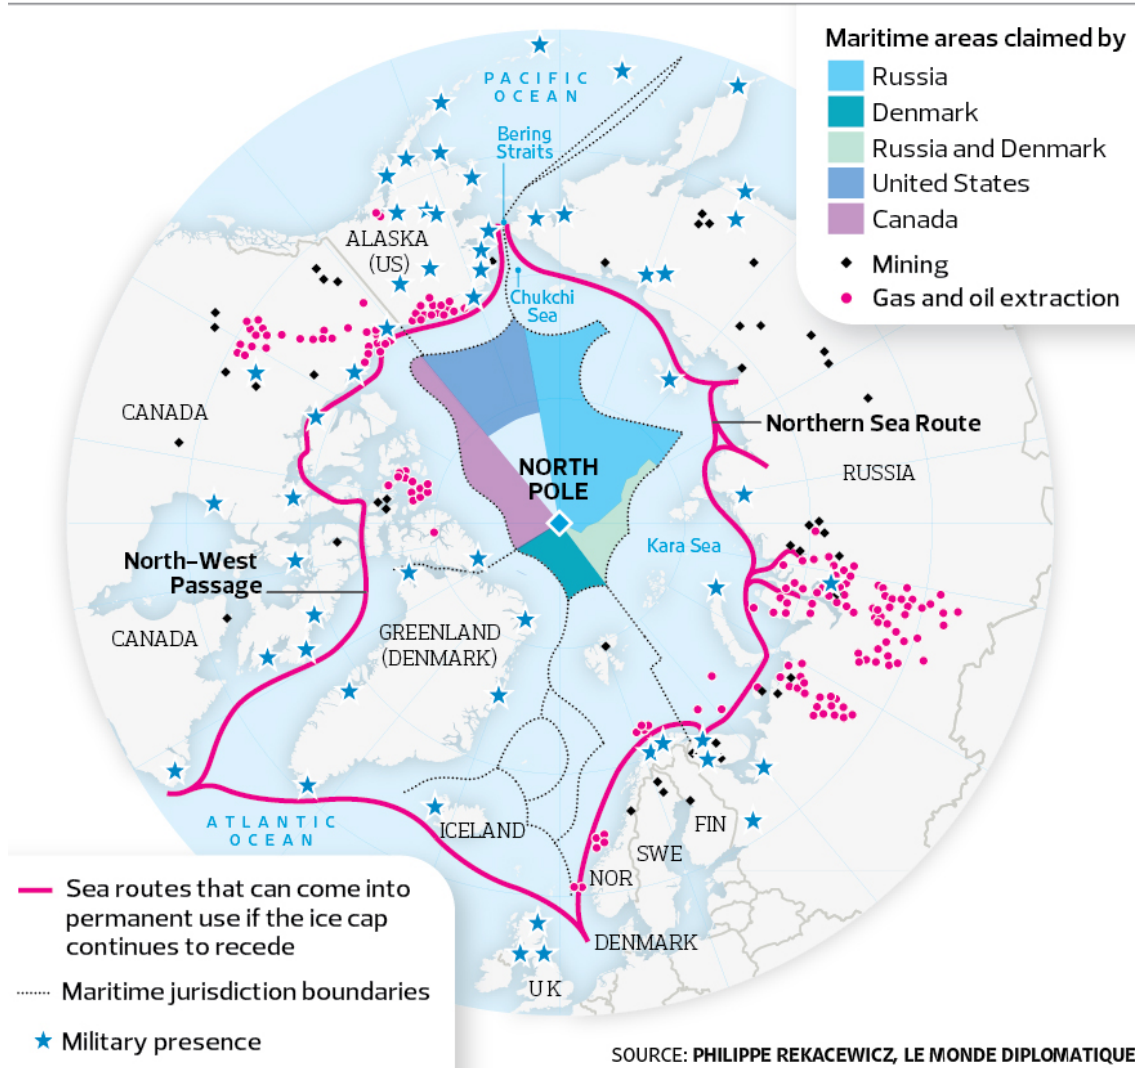 Maritime areas claimed by
Russia
Denmark
Russia and Denmark
United States
Canada
Mining
Gas and oil extraction
PACIFIC
OCEAN
Bering
Straits
ALASKA
(US)
Chukchi
Sea
CANADA
NORTH
POLE
Northern Sea Route
RUSSIA
Kara Sea
North–West
Passage
CANADA
GREENLAND
(DENMARK)
ATLANTIC
OCEAN
ICELAND
FIN
SWE
NOR
DENMARK
UK
Sea routes that can come into
permanent use if the ice cap
continues to recede
Maritime jurisdiction boundaries
Military presence
SOURCE: PHILIPPE REKACEWICZ, LE MONDE DIPLOMATIQUE